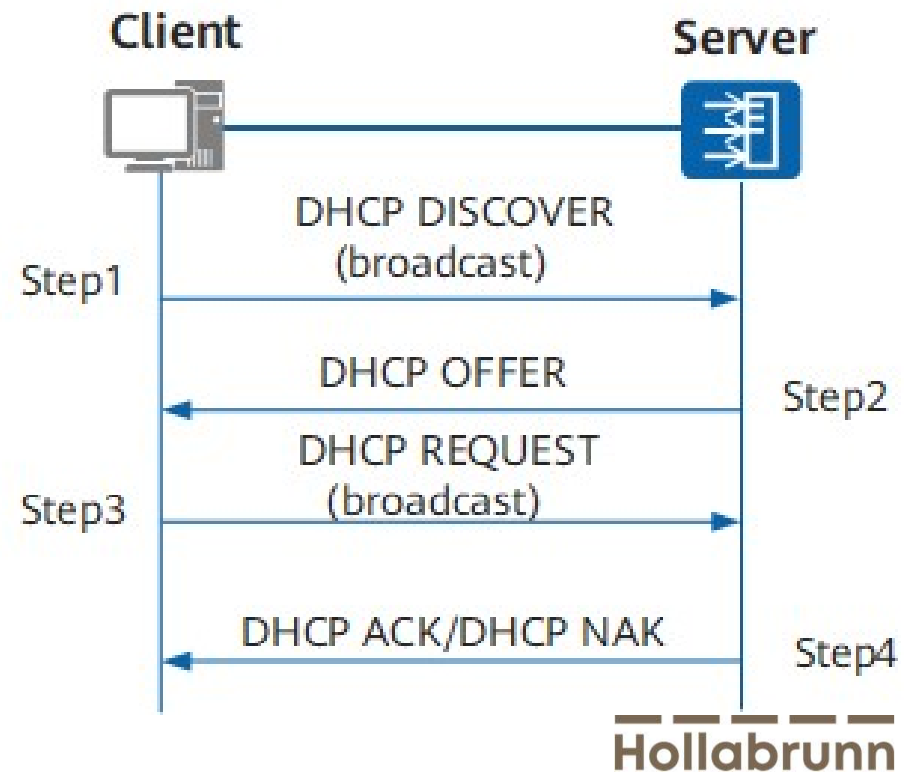 Client
Server
DHCP DISCOVER
(broadcast)
Step1
DHCP OFFER
Step2
DHCP REQUEST
(broadcast)
Step3
DHCP ACK/DHCP NAK
Step4
Hollabrunn